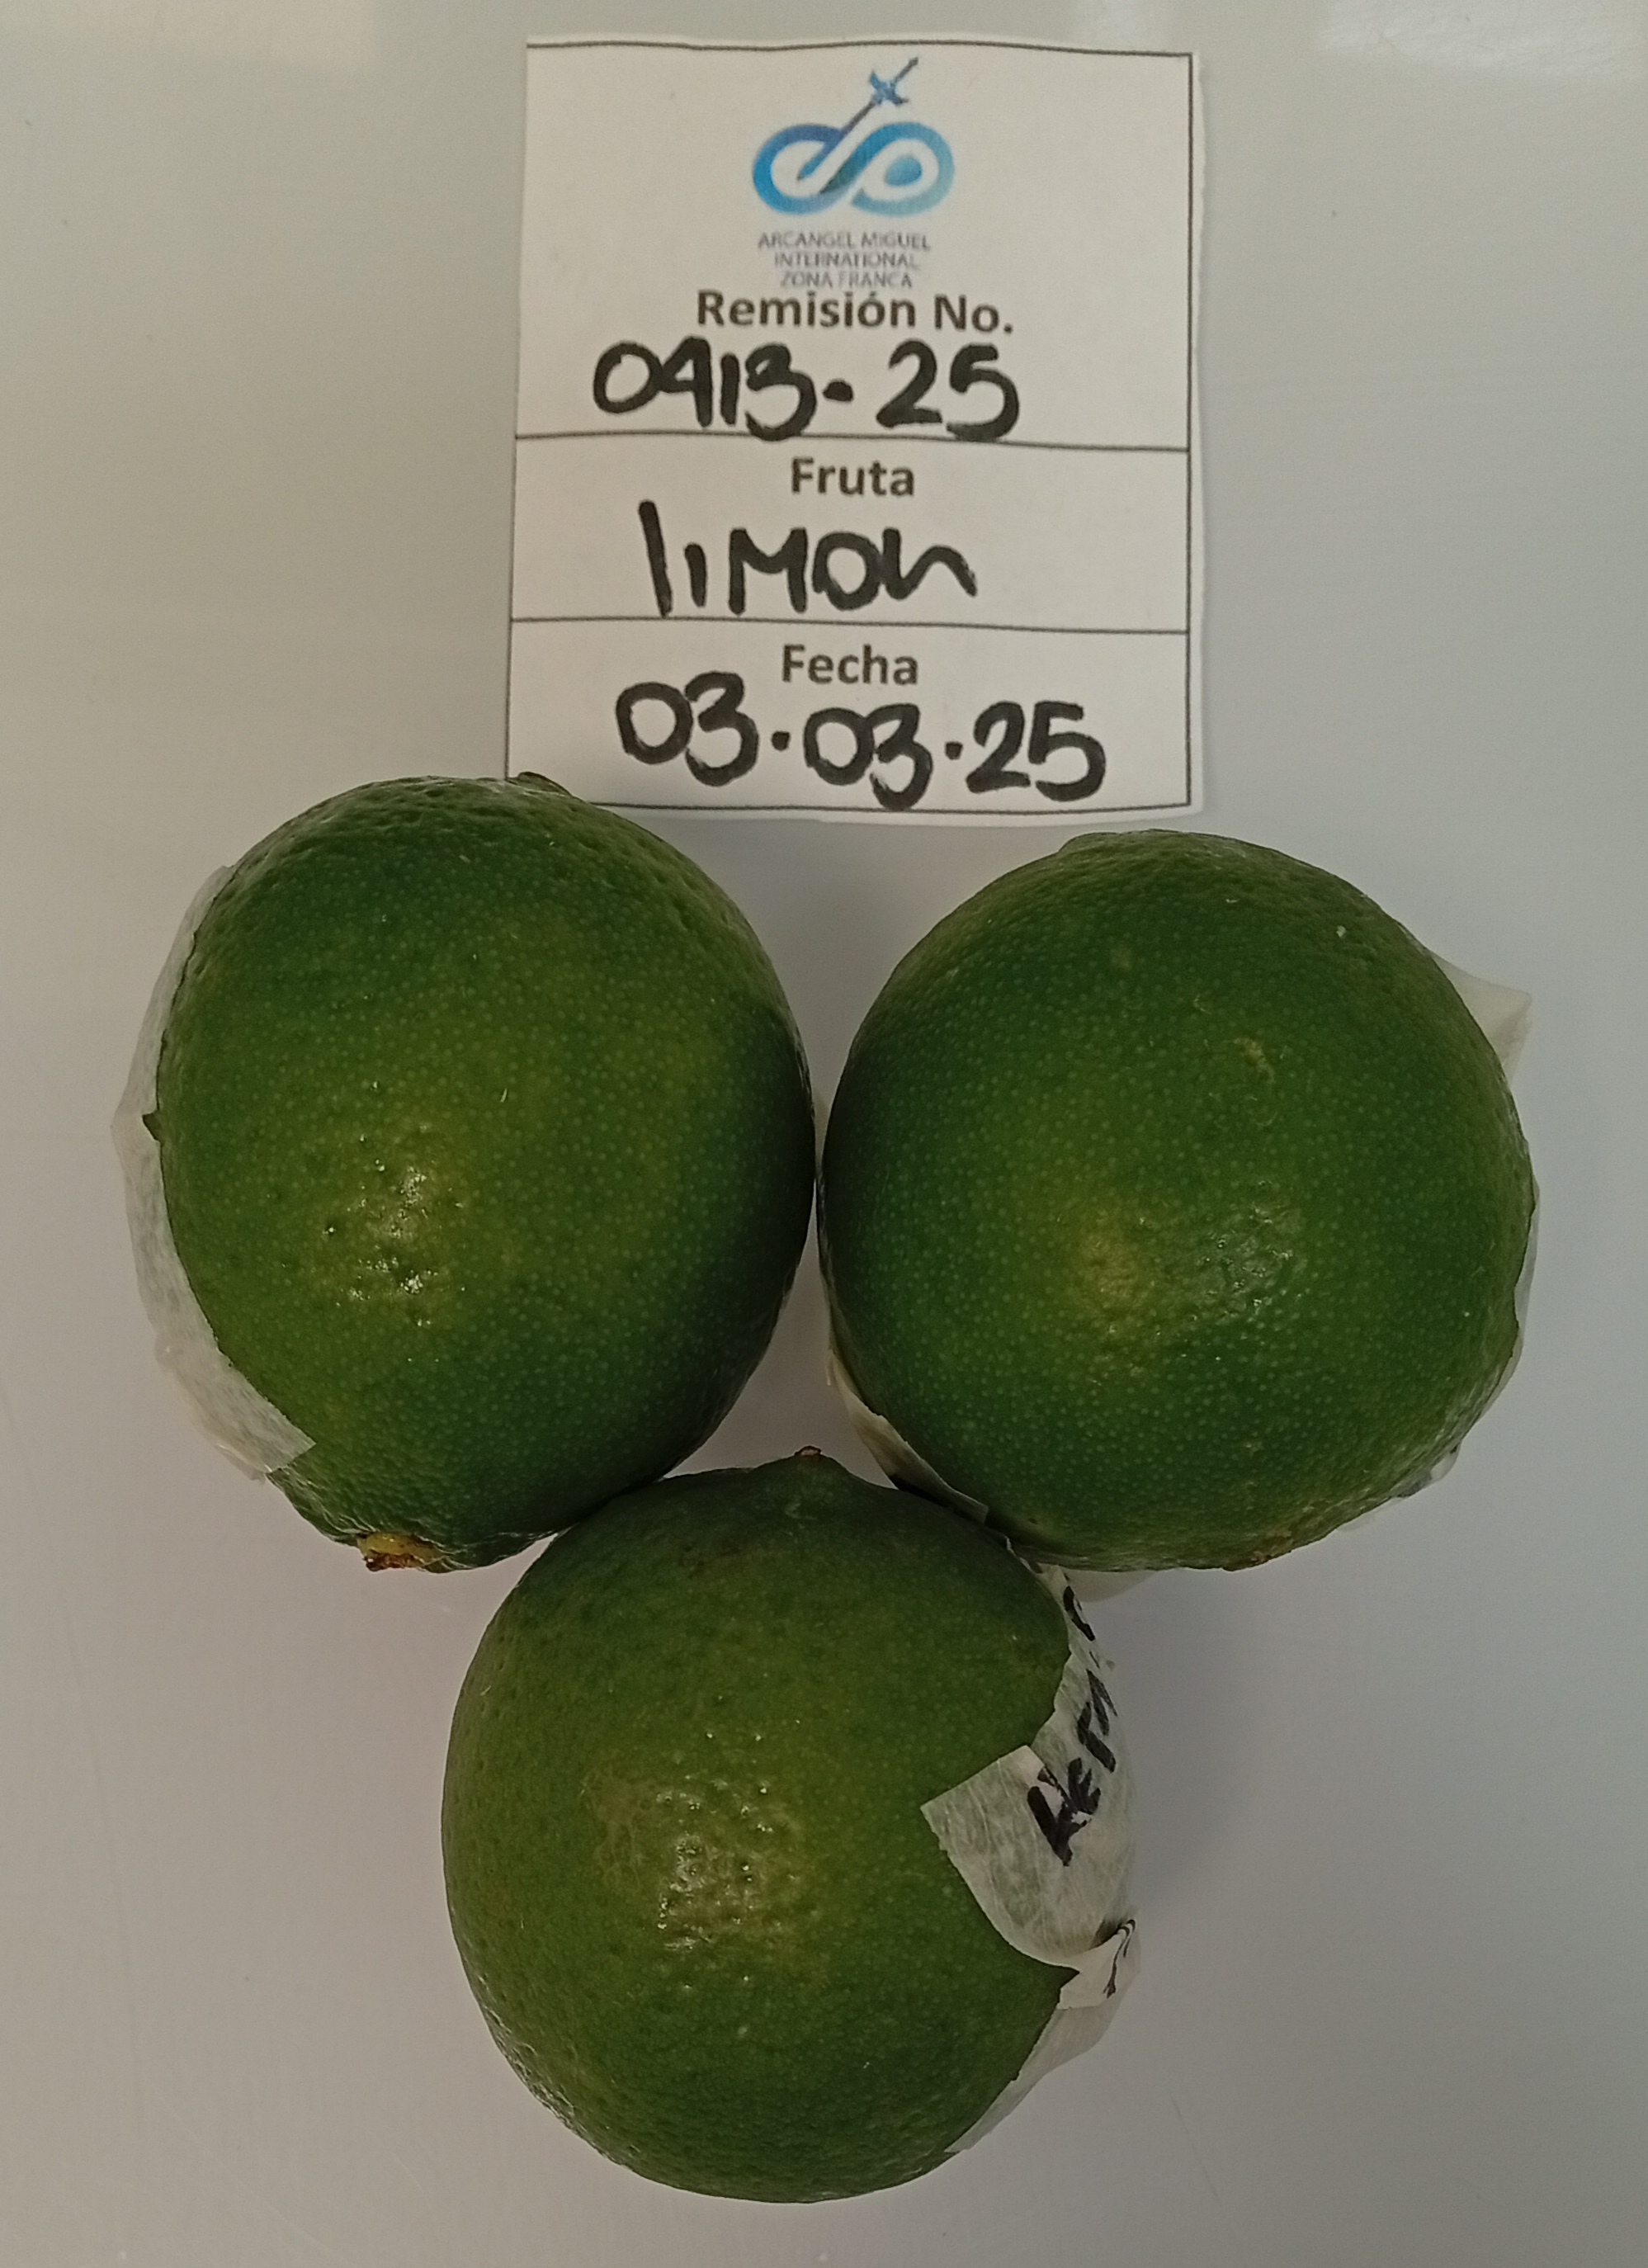 ARCANGEL MIGUEL
INTERNATIONAL
ZONA FRANCA
Remisión No.
0413-25
Fruta
limon
Fecha
03.03.25